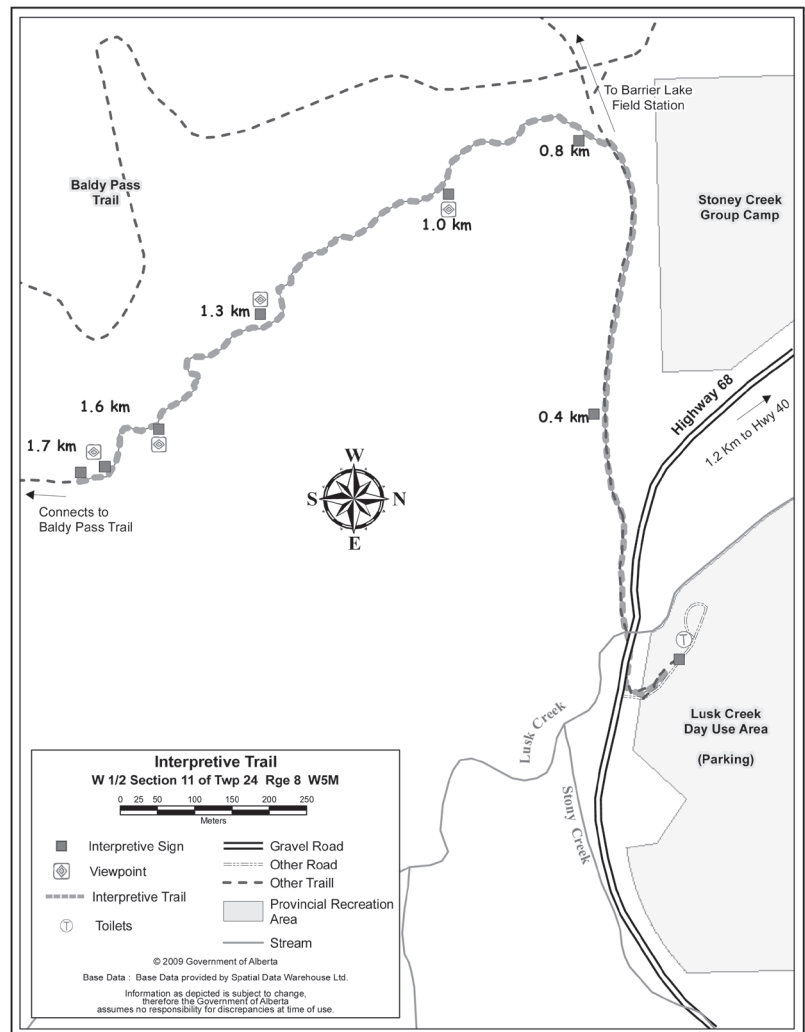 To Barrier Lake
Field Station
0.8 km
Baldy Pass
Trail
Stoney Creek
Group Camp
1.0 km
1.3 km
Highway 68
1.6 km
0.4 km
1.2 Km to Hwy 40
1.7 km
W
S
N
E
Connects to
Baldy Pass Trail
T
Lusk Creek
Lusk Creek
Day Use Area
(Parking)
Stony Creek
Interpretive Trail
W 1/2 Section 11 of Twp 24 Rge 8 W5M
0 25 50 100 150 200 250
Meters
Interpretive Sign
Viewpoint
Interpretive Trail
T
Toilets
Gravel Road
Other Road
Other Traill
Provincial Recreation
Area
Stream
© 2009 Government of Alberta
Base Data : Base Data provided by Spatial Data Warehouse Ltd.
Information as depicted is subject to change,
therefore the Government of Alberta
assumes no responsibility for discrepancies at time of use.